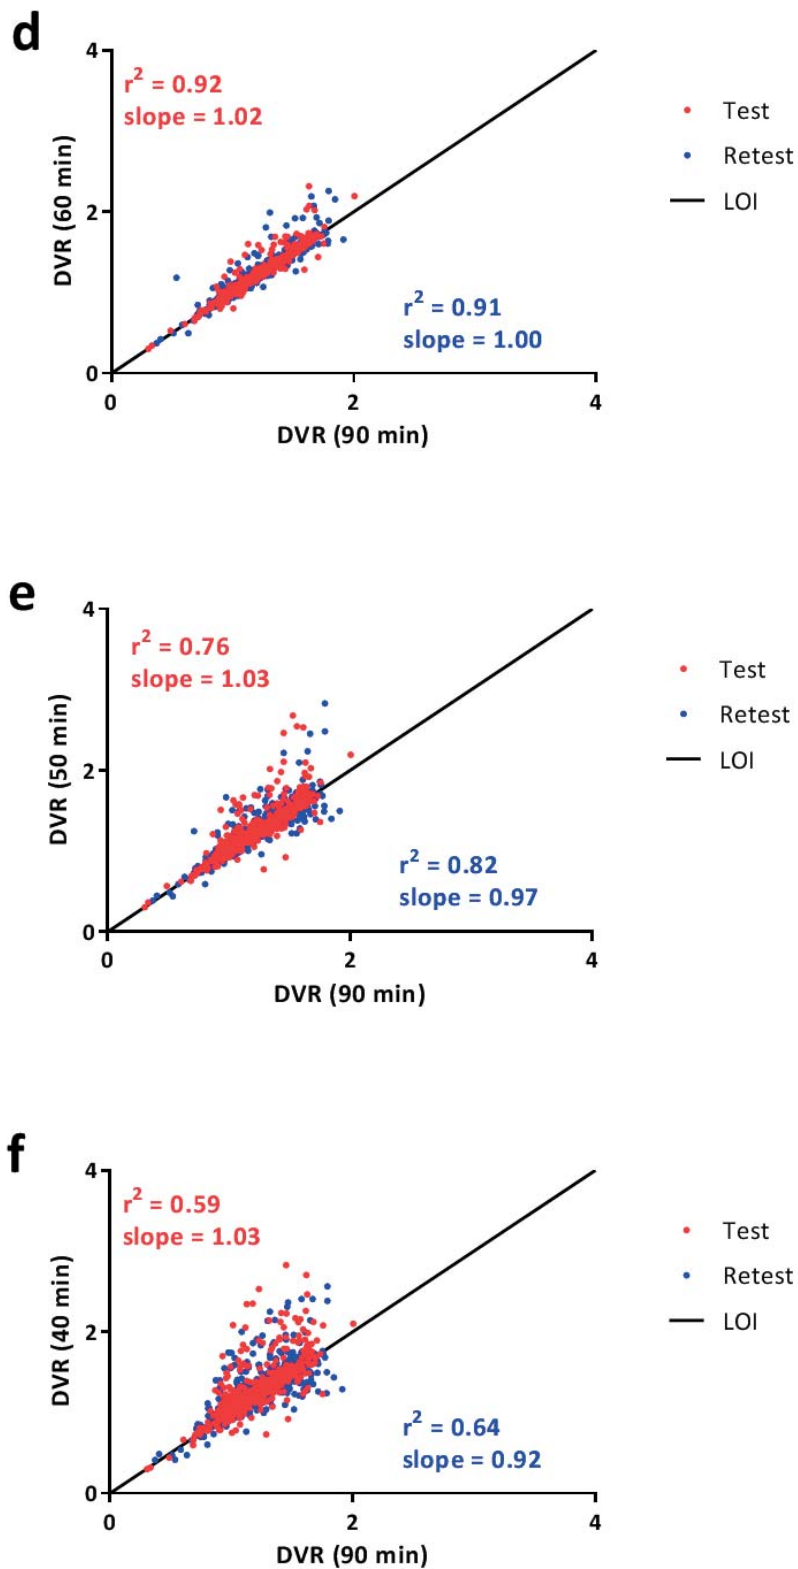 d
4
r² = 0.92
slope = 1.02
Test
Retest
LOI
DVR (60 min)
2
r² = 0.91
slope = 1.00
0
0 2 4
DVR (90 min)
e
4
r² = 0.76
slope = 1.03
Test
Retest
LOI
DVR (50 min)
2
r² = 0.82
slope = 0.97
0
0 2 4
DVR (90 min)
f
4
r² = 0.59
slope = 1.03
Test
Retest
LOI
DVR (40 min)
2
r² = 0.64
slope = 0.92
0
0 2 4
DVR (90 min)